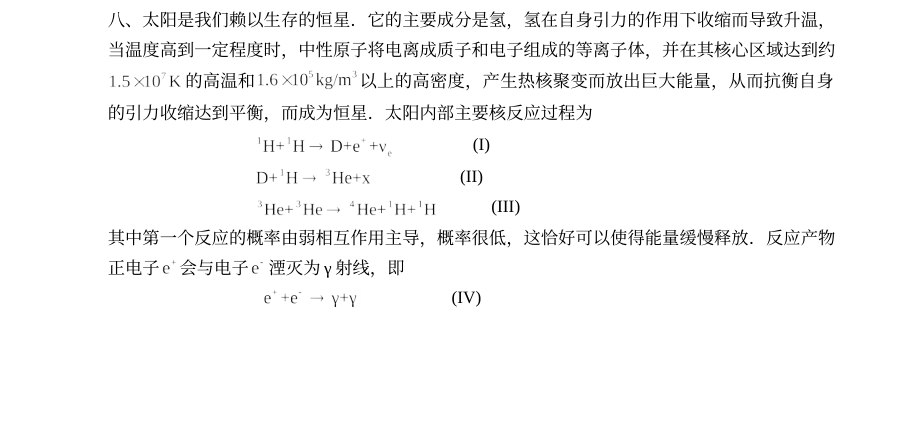 八、太阳是我们赖以生存的恒星．它的主要成分是氢，氢在自身引力的作用下收缩而导致升温，
当温度高到一定程度时，中性原子将电离成质子和电子组成的等离子体，并在其核心区域达到约
1.5×10⁷K 的高温和1.6×10⁵kg/m³以上的高密度，产生热核聚变而放出巨大能量，从而抗衡自身
的引力收缩达到平衡，而成为恒星．太阳内部主要核反应过程为
¹H+¹H→ D+e⁺+νₑ (I)
D+¹H→ ³He+x (II)
³He+³He→ ⁴He+¹H+¹H (III)
其中第一个反应的概率由弱相互作用主导，概率很低，这恰好可以使得能量缓慢释放．反应产物
正电子e⁺会与电子e⁻湮灭为γ射线，即
e⁺+e⁻ → γ+γ (IV)